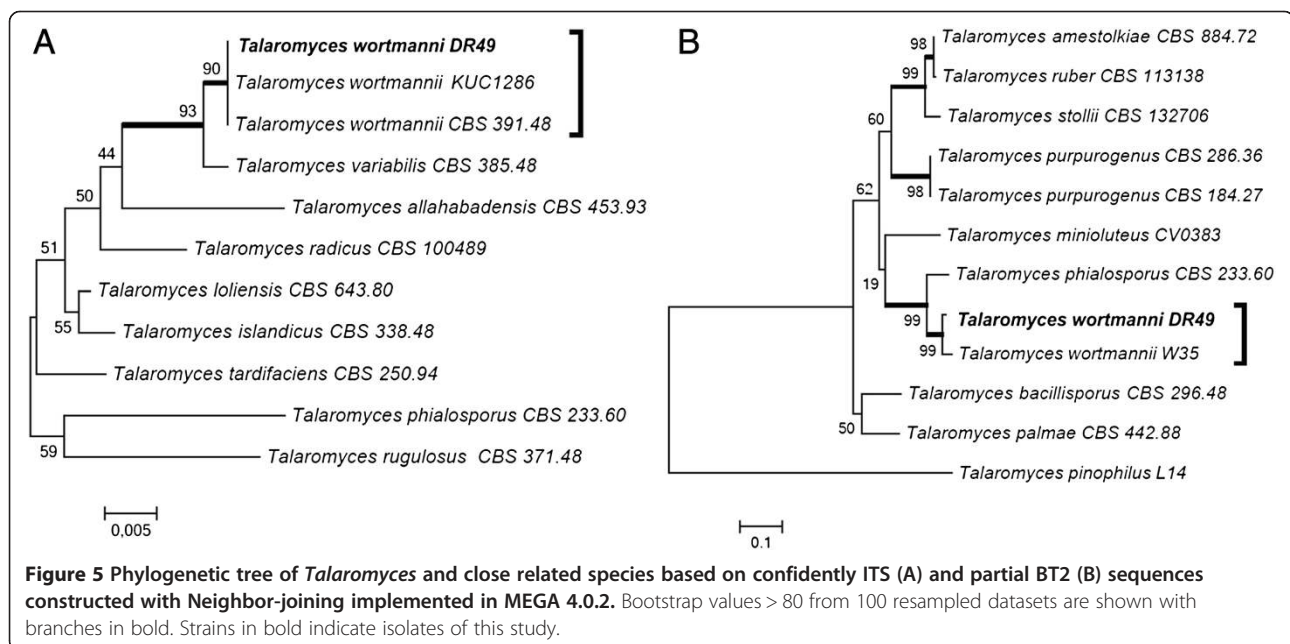 A
Talaromyces wortmanni DR49
90
Talaromyces wortmannii KUC1286
93
Talaromyces wortmannii CBS 391.48
44
Talaromyces variabilis CBS 385.48
50
Talaromyces allahabadensis CBS 453.93
51
Talaromyces radicus CBS 100489
Talaromyces loliensis CBS 643.80
55
Talaromyces islandicus CBS 338.48
Talaromyces tardifaciens CBS 250.94
Talaromyces phialosporus CBS 233.60
59
Talaromyces rugulosus CBS 371.48
0,005
B
98
Talaromyces amestolkiae CBS 884.72
99
Talaromyces ruber CBS 113138
Talaromyces stollii CBS 132706
60
Talaromyces purpurogenus CBS 286.36
98
Talaromyces purpurogenus CBS 184.27
62
Talaromyces minioluteus CV0383
19
Talaromyces phialosporus CBS 233.60
99
Talaromyces wortmanni DR49
99
Talaromyces wortmannii W35
Talaromyces bacillisporus CBS 296.48
50
Talaromyces palmae CBS 442.88
Talaromyces pinophilus L14
0.1
Figure 5 Phylogenetic tree of Talaromyces and close related species based on confidently ITS (A) and partial BT2 (B) sequences
constructed with Neighbor-joining implemented in MEGA 4.0.2. Bootstrap values > 80 from 100 resampled datasets are shown with
branches in bold. Strains in bold indicate isolates of this study.